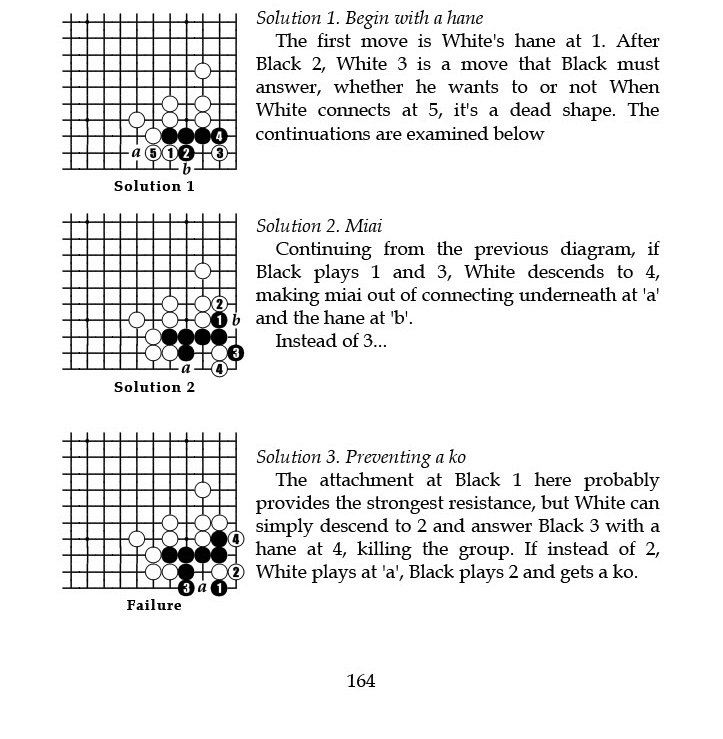 Solution 1. Begin with a hane
The first move is White's hane at 1. After
Black 2, White 3 is a move that Black must
answer, whether he wants to or not When
White connects at 5, it's a dead shape. The
continuations are examined below
4
a 5 1 2 3
b
Solution 1
Solution 2. Miai
Continuing from the previous diagram, if
Black plays 1 and 3, White descends to 4,
making miai out of connecting underneath at 'a'
and the hane at 'b'.
Instead of 3...
2
1 b
3
a 4
Solution 2
Solution 3. Preventing a ko
The attachment at Black 1 here probably
provides the strongest resistance, but White can
simply descend to 2 and answer Black 3 with a
hane at 4, killing the group. If instead of 2,
White plays at 'a', Black plays 2 and gets a ko.
4
2
3 a 1
Failure
164